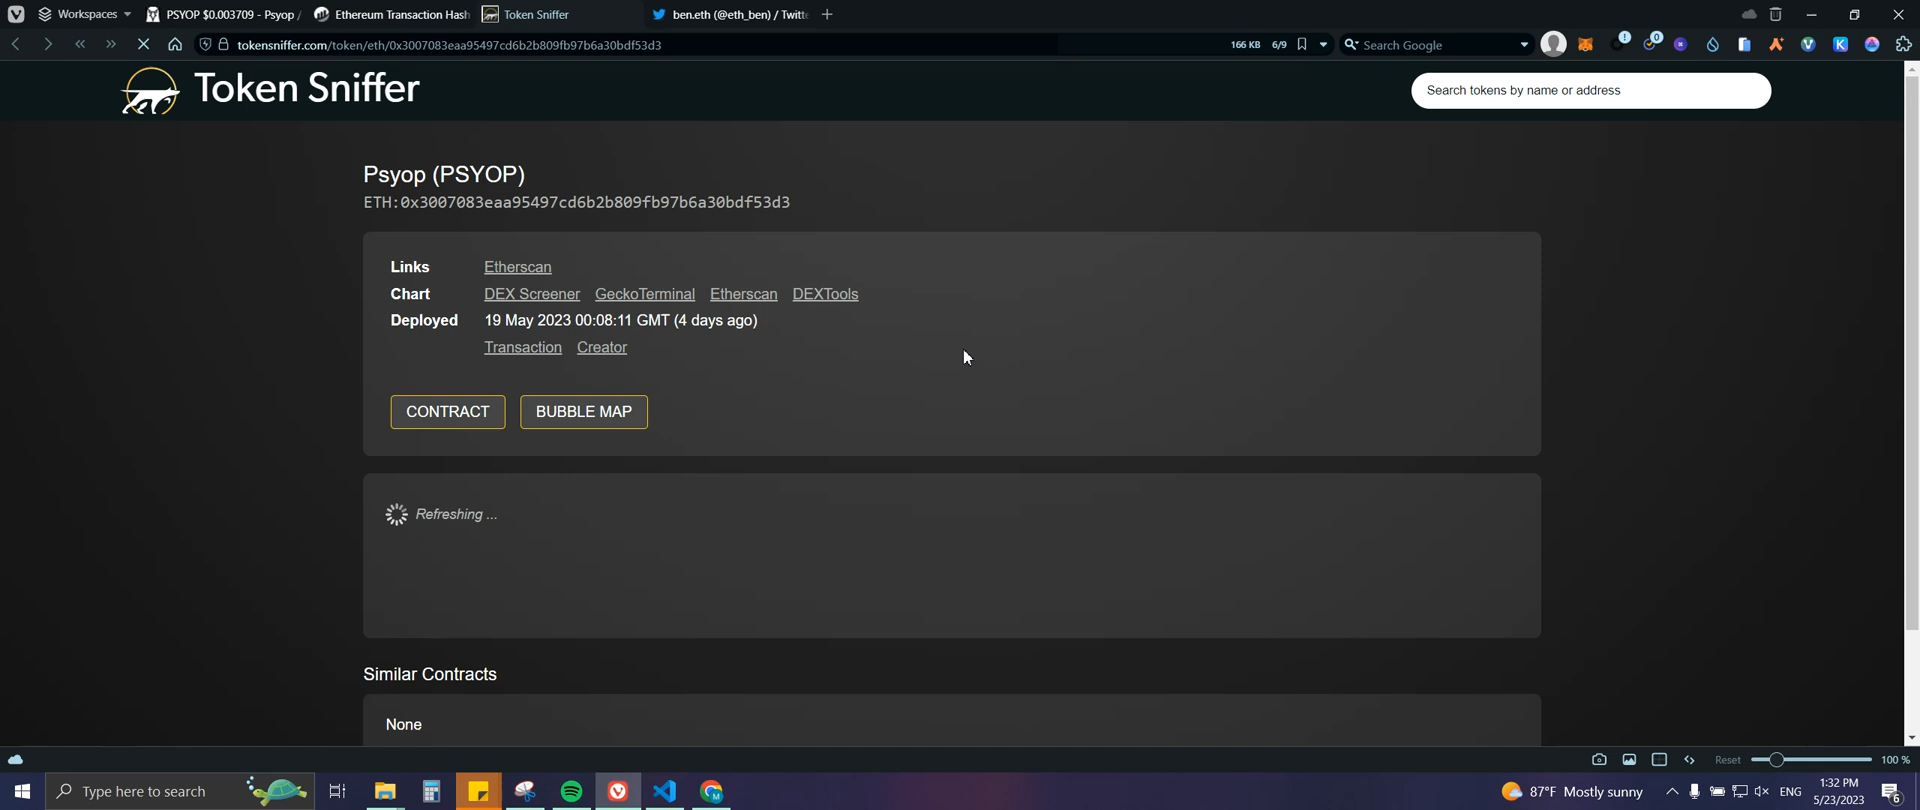 Workspaces
PSYOP $0.003709 - Psyop /
Ethereum Transaction Hash
Token Sniffer
ben.eth (@eth_ben) / Twitte
tokensniffer.com/token/eth/0x3007083eaa95497cd6b2b809fb97b6a30bdf53d3
166 KB 6/9
Search Google
Token Sniffer
Search tokens by name or address
Psyop (PSYOP)
ETH:0x3007083eaa95497cd6b2b809fb97b6a30bdf53d3
Links Etherscan
Chart DEX Screener GeckoTerminal Etherscan DEXTools
Deployed 19 May 2023 00:08:11 GMT (4 days ago)
Transaction Creator
CONTRACT BUBBLE MAP
Refreshing ...
Similar Contracts
None
Reset 100 %
Type here to search
87°F Mostly sunny
ENG
1:32 PM
5/23/2023
6